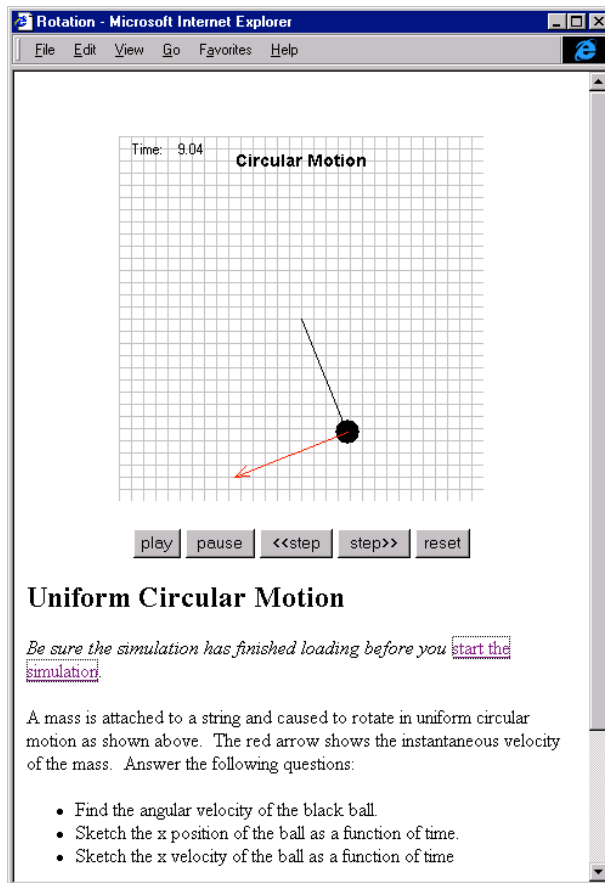 Rotation - Microsoft Internet Explorer
File Edit View Go Favorites Help
Time: 9.04
Circular Motion
play pause <<step step>> reset
Uniform Circular Motion
Be sure the simulation has finished loading before you start the
simulation.
A mass is attached to a string and caused to rotate in uniform circular
motion as shown above. The red arrow shows the instantaneous velocity
of the mass. Answer the following questions:
• Find the angular velocity of the black ball.
• Sketch the x position of the ball as a function of time.
• Sketch the x velocity of the ball as a function of time